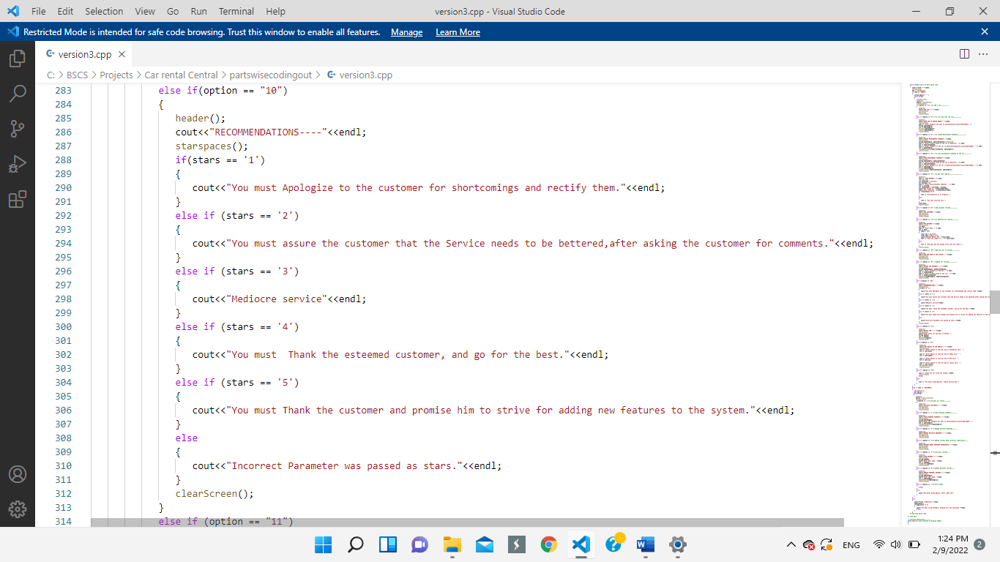 File Edit Selection View Go Run Terminal Help version3.cpp - Visual Studio Code
Restricted Mode is intended for safe code browsing. Trust this window to enable all features. Manage Learn More
version3.cpp
C: > BSCS > Projects > Car rental Central > partswisecodingout > version3.cpp
283 else if(option == "10")
284 {
285 header();
286 cout<<"RECOMMENDATIONS----"<<endl;
287 starspaces();
288 if(stars == '1')
289 {
290 cout<<"You must Apologize to the customer for shortcomings and rectify them."<<endl;
291 }
292 else if (stars == '2')
293 {
294 cout<<"You must assure the customer that the Service needs to be bettered,after asking the customer for comments."<<endl;
295 }
296 else if (stars == '3')
297 {
298 cout<<"Mediocre service"<<endl;
299 }
300 else if (stars == '4')
301 {
302 cout<<"You must  Thank the esteemed customer, and go for the best."<<endl;
303 }
304 else if (stars == '5')
305 {
306 cout<<"You must Thank the customer and promise him to strive for adding new features to the system."<<endl;
307 }
308 else
309 {
310 cout<<"Incorrect Parameter was passed as stars."<<endl;
311 }
312 clearScreen();
313 }
314 else if (option == "11")
ENG
1:24 PM
2/9/2022
2